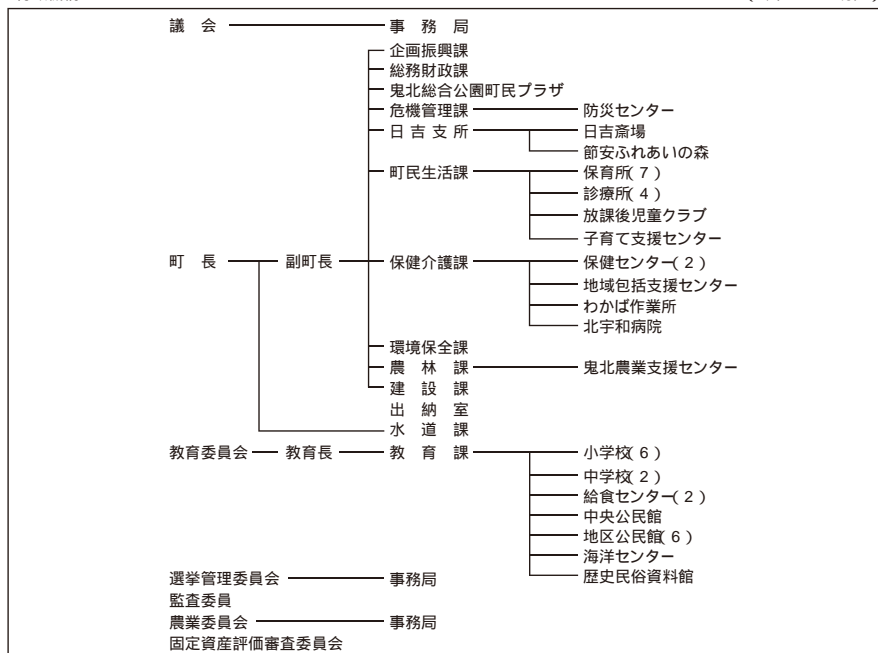 議会 事務局
企画振興課
総務財政課
鬼北総合公園町民プラザ
危機管理課 防災センター
日吉支所 日吉斎場
節安ふれあいの森
町民生活課 保育所(7)
診療所(4)
放課後児童クラブ
子育て支援センター
町長 副町長 保健介護課 保健センター(2)
地域包括支援センター
わかば作業所
北宇和病院
環境保全課
農林課 鬼北農業支援センター
建設課
出納室
水道課
教育委員会 教育長 教育課 小学校(6)
中学校(2)
給食センター(2)
中央公民館
地区公民館(6)
海洋センター
歴史民俗資料館
選挙管理委員会 事務局
監査委員
農業委員会 事務局
固定資産評価審査委員会